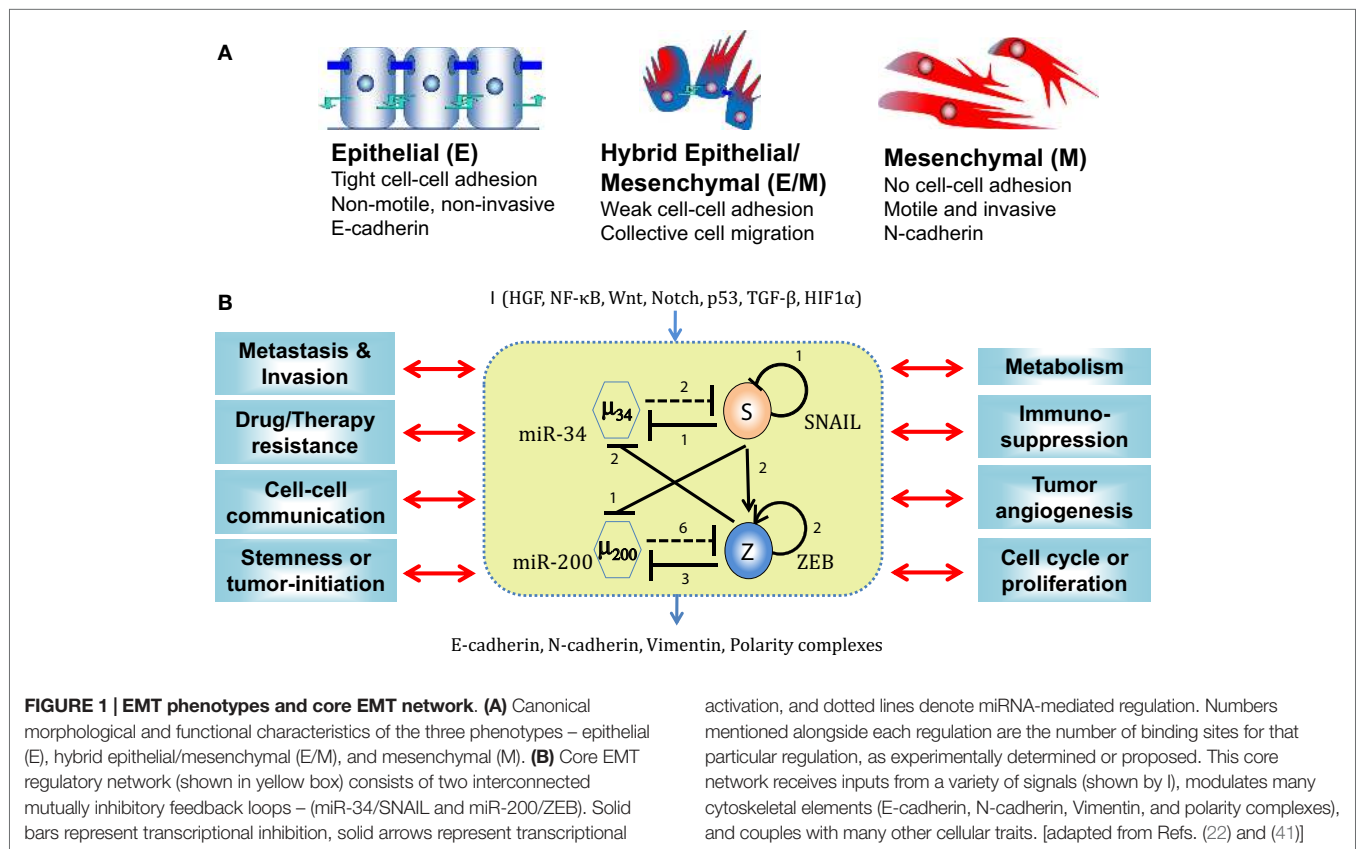 A
Epithelial (E)
Tight cell-cell adhesion
Non-motile, non-invasive
E-cadherin
Hybrid Epithelial/
Mesenchymal (E/M)
Weak cell-cell adhesion
Collective cell migration
Mesenchymal (M)
No cell-cell adhesion
Motile and invasive
N-cadherin
B
I (HGF, NF-κB, Wnt, Notch, p53, TGF-β, HIF1α)
Metastasis &
Invasion
Drug/Therapy
resistance
Cell-cell
communication
Stemness or
tumor-initiation
1
2
μ34
S
miR-34
1
SNAIL
2
2
1
6
2
μ200
Z
miR-200
3
ZEB
Metabolism
Immuno-
suppression
Tumor
angiogenesis
Cell cycle or
proliferation
E-cadherin, N-cadherin, Vimentin, Polarity complexes
FIGURE 1 | EMT phenotypes and core EMT network. (A) Canonical
morphological and functional characteristics of the three phenotypes – epithelial
(E), hybrid epithelial/mesenchymal (E/M), and mesenchymal (M). (B) Core EMT
regulatory network (shown in yellow box) consists of two interconnected
mutually inhibitory feedback loops – (miR-34/SNAIL and miR-200/ZEB). Solid
bars represent transcriptional inhibition, solid arrows represent transcriptional
activation, and dotted lines denote miRNA-mediated regulation. Numbers
mentioned alongside each regulation are the number of binding sites for that
particular regulation, as experimentally determined or proposed. This core
network receives inputs from a variety of signals (shown by I), modulates many
cytoskeletal elements (E-cadherin, N-cadherin, Vimentin, and polarity complexes),
and couples with many other cellular traits. [adapted from Refs. (22) and (41)]